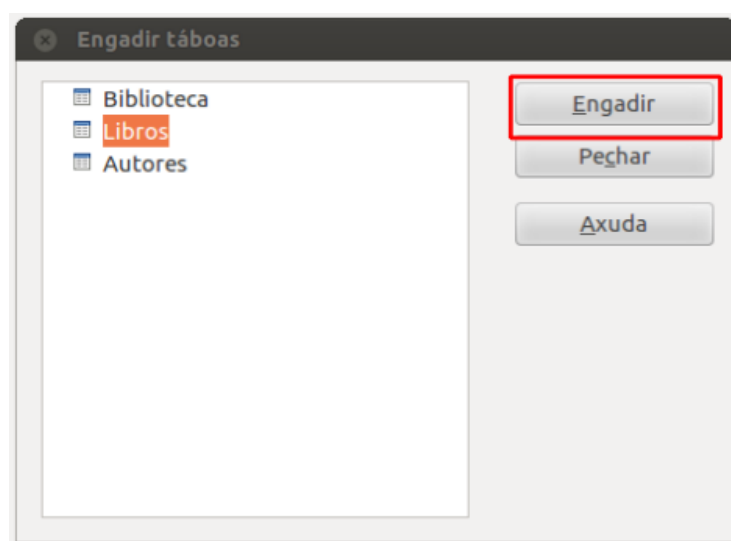 Engadir táboas
Biblioteca
Libros
Autores
Engadir
Pechar
Axuda